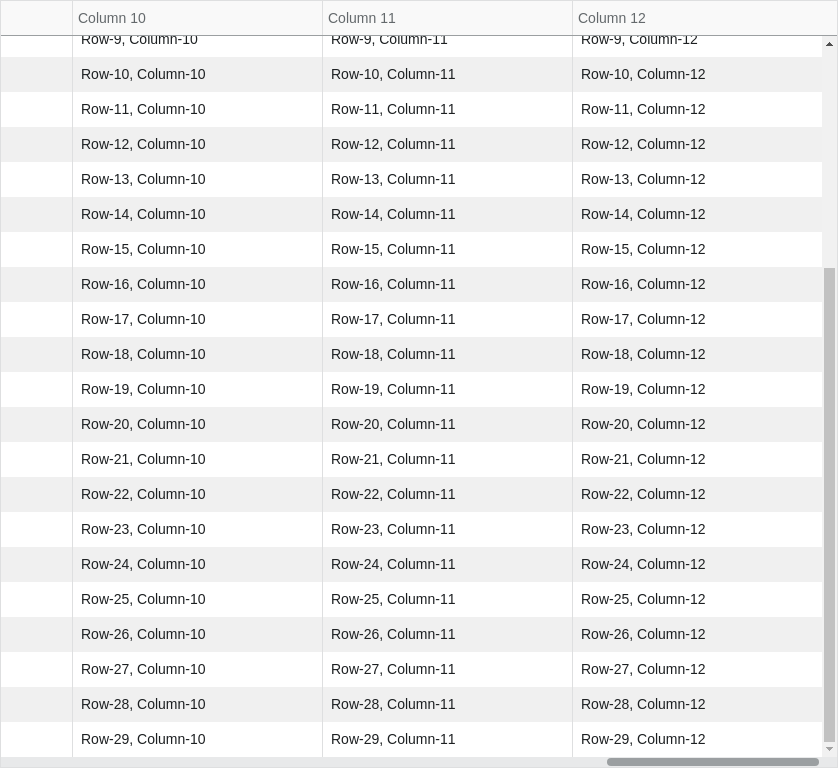 Column 10 Column 11 Column 12
Row-9, Column-10 Row-9, Column-11 Row-9, Column-12
Row-10, Column-10 Row-10, Column-11 Row-10, Column-12
Row-11, Column-10 Row-11, Column-11 Row-11, Column-12
Row-12, Column-10 Row-12, Column-11 Row-12, Column-12
Row-13, Column-10 Row-13, Column-11 Row-13, Column-12
Row-14, Column-10 Row-14, Column-11 Row-14, Column-12
Row-15, Column-10 Row-15, Column-11 Row-15, Column-12
Row-16, Column-10 Row-16, Column-11 Row-16, Column-12
Row-17, Column-10 Row-17, Column-11 Row-17, Column-12
Row-18, Column-10 Row-18, Column-11 Row-18, Column-12
Row-19, Column-10 Row-19, Column-11 Row-19, Column-12
Row-20, Column-10 Row-20, Column-11 Row-20, Column-12
Row-21, Column-10 Row-21, Column-11 Row-21, Column-12
Row-22, Column-10 Row-22, Column-11 Row-22, Column-12
Row-23, Column-10 Row-23, Column-11 Row-23, Column-12
Row-24, Column-10 Row-24, Column-11 Row-24, Column-12
Row-25, Column-10 Row-25, Column-11 Row-25, Column-12
Row-26, Column-10 Row-26, Column-11 Row-26, Column-12
Row-27, Column-10 Row-27, Column-11 Row-27, Column-12
Row-28, Column-10 Row-28, Column-11 Row-28, Column-12
Row-29, Column-10 Row-29, Column-11 Row-29, Column-12